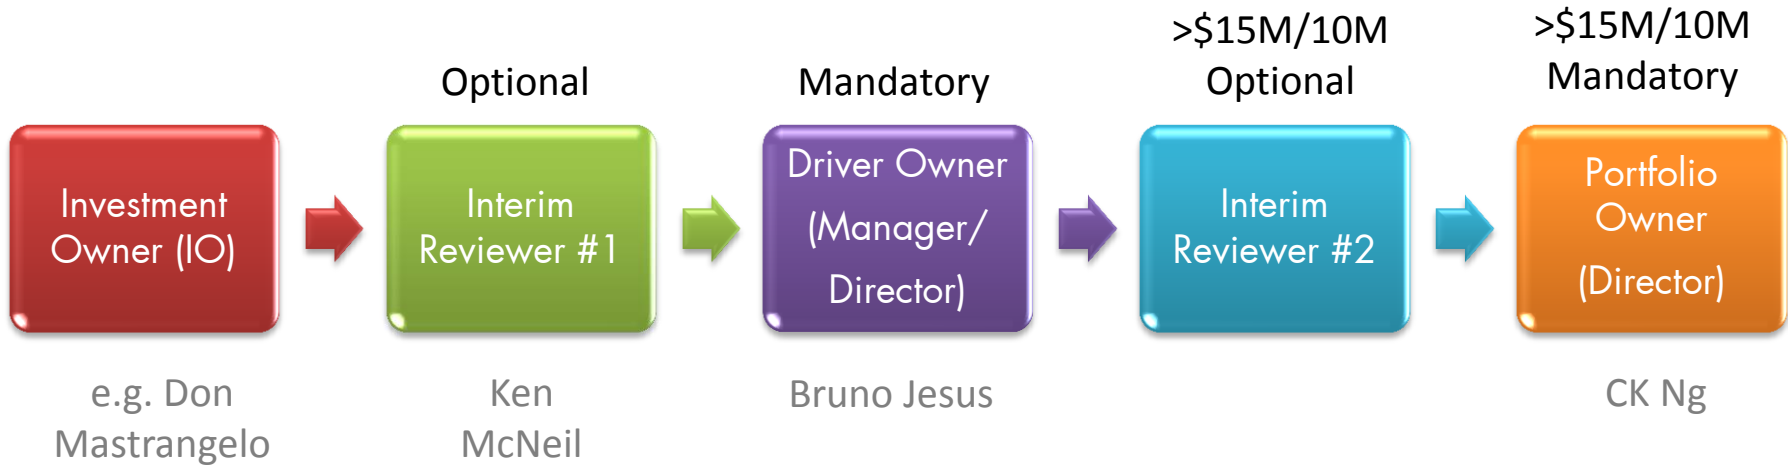 Optional
Mandatory
>$15M/10M
Optional
>$15M/10M
Mandatory
Investment
Owner (IO)
Interim
Reviewer #1
Driver Owner
(Manager/
Director)
Interim
Reviewer #2
Portfolio
Owner
(Director)
e.g. Don
Mastrangelo
Ken
McNeil
Bruno Jesus
CK Ng